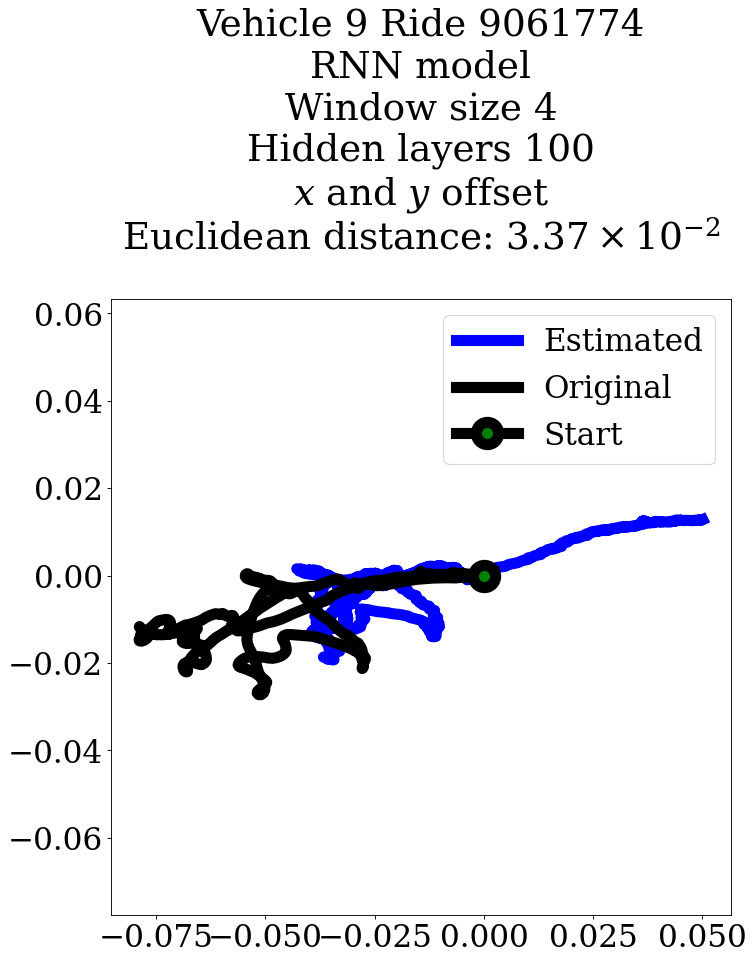 Vehicle 9 Ride 9061774
RNN model
Window size 4
Hidden layers 100
x and y offset
Euclidean distance: 3.37 × 10⁻²
Estimated
Original
Start
0.06
0.04
0.02
0.00
−0.02
−0.04
−0.06
−0.075 −0.050 −0.025 0.000 0.025 0.050